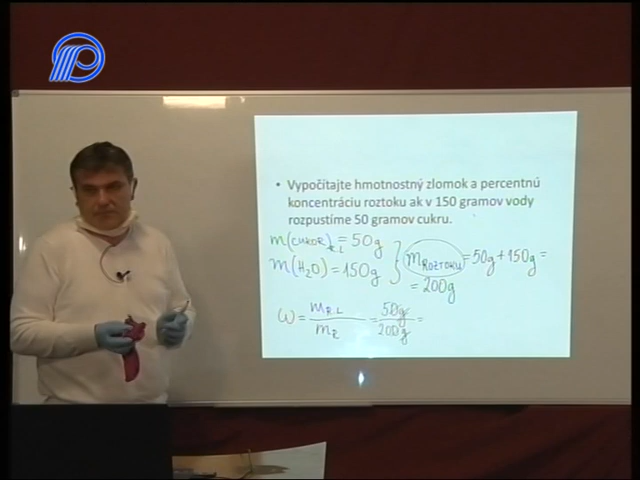 • Vypočítajte hmotnostný zlomok a percentnú
koncentráciu roztoku ak v 150 gramov vody
rozpustíme 50 gramov cukru.
m(CUKOR)R.L = 50g
m(H₂O) = 150g
mROZTOKU = 50g + 150g =
= 200g
ω = mR.L / mR = 50g / 200g =